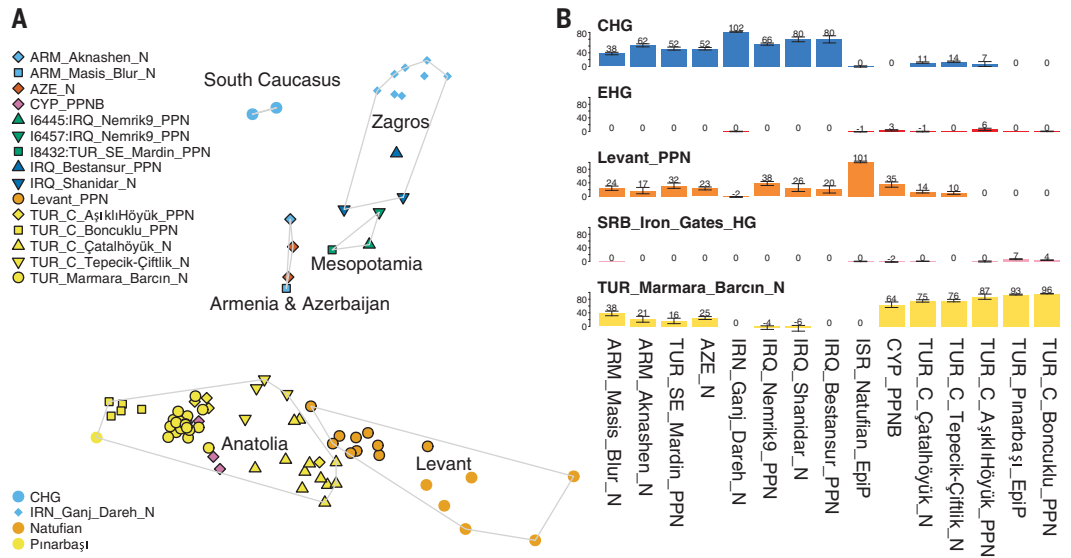 A
ARM_Aknashen_N
ARM_Masis_Blur_N
AZE_N
CYP_PPNB
I6445:IRQ_Nemrik9_PPN
I6457:IRQ_Nemrik9_PPN
I8432:TUR_SE_Mardin_PPN
IRQ_Bestansur_PPN
IRQ_Shanidar_N
Levant_PPN
TUR_C_AşıklıHöyük_PPN
TUR_C_Boncuklu_PPN
TUR_C_Çatalhöyük_N
TUR_C_Tepecik-Çiftlik_N
TUR_Marmara_Barcın_N
South Caucasus
Zagros
Mesopotamia
Armenia & Azerbaijan
Anatolia
Levant
CHG
IRN_Ganj_Dareh_N
Natufian
Pınarbaşı
B
CHG
80
40
0
38 62 52 52 102 66 80 80 0 0 11 14 7 0 0
EHG
80
40
0
0 0 0 0 0 0 0 0 -1 3 -1 0 6 0 0
Levant_PPN
80
40
0
24 17 32 23 -2 38 26 20 101 35 14 10 0 0 0
SRB_Iron_Gates_HG
80
40
0
0 0 0 0 0 0 0 0 0 -2 0 0 0 7 4
TUR_Marmara_Barcın_N
80
40
0
38 21 16 25 0 -4 -6 0 0 64 75 76 87 93 96
ARM_Masis_Blur_N
ARM_Aknashen_N
TUR_SE_Mardin_PPN
AZE_N
IRN_Ganj_Dareh_N
IRQ_Nemrik9_PPN
IRQ_Shanidar_N
IRQ_Bestansur_PPN
ISR_Natufian_EpiP
CYP_PPNB
TUR_C_Çatalhöyük_N
TUR_C_Tepecik-Çiftlik_N
TUR_C_AşıklıHöyük_PPN
TUR_Pınarbaşı_EpiP
TUR_C_Boncuklu_PPN